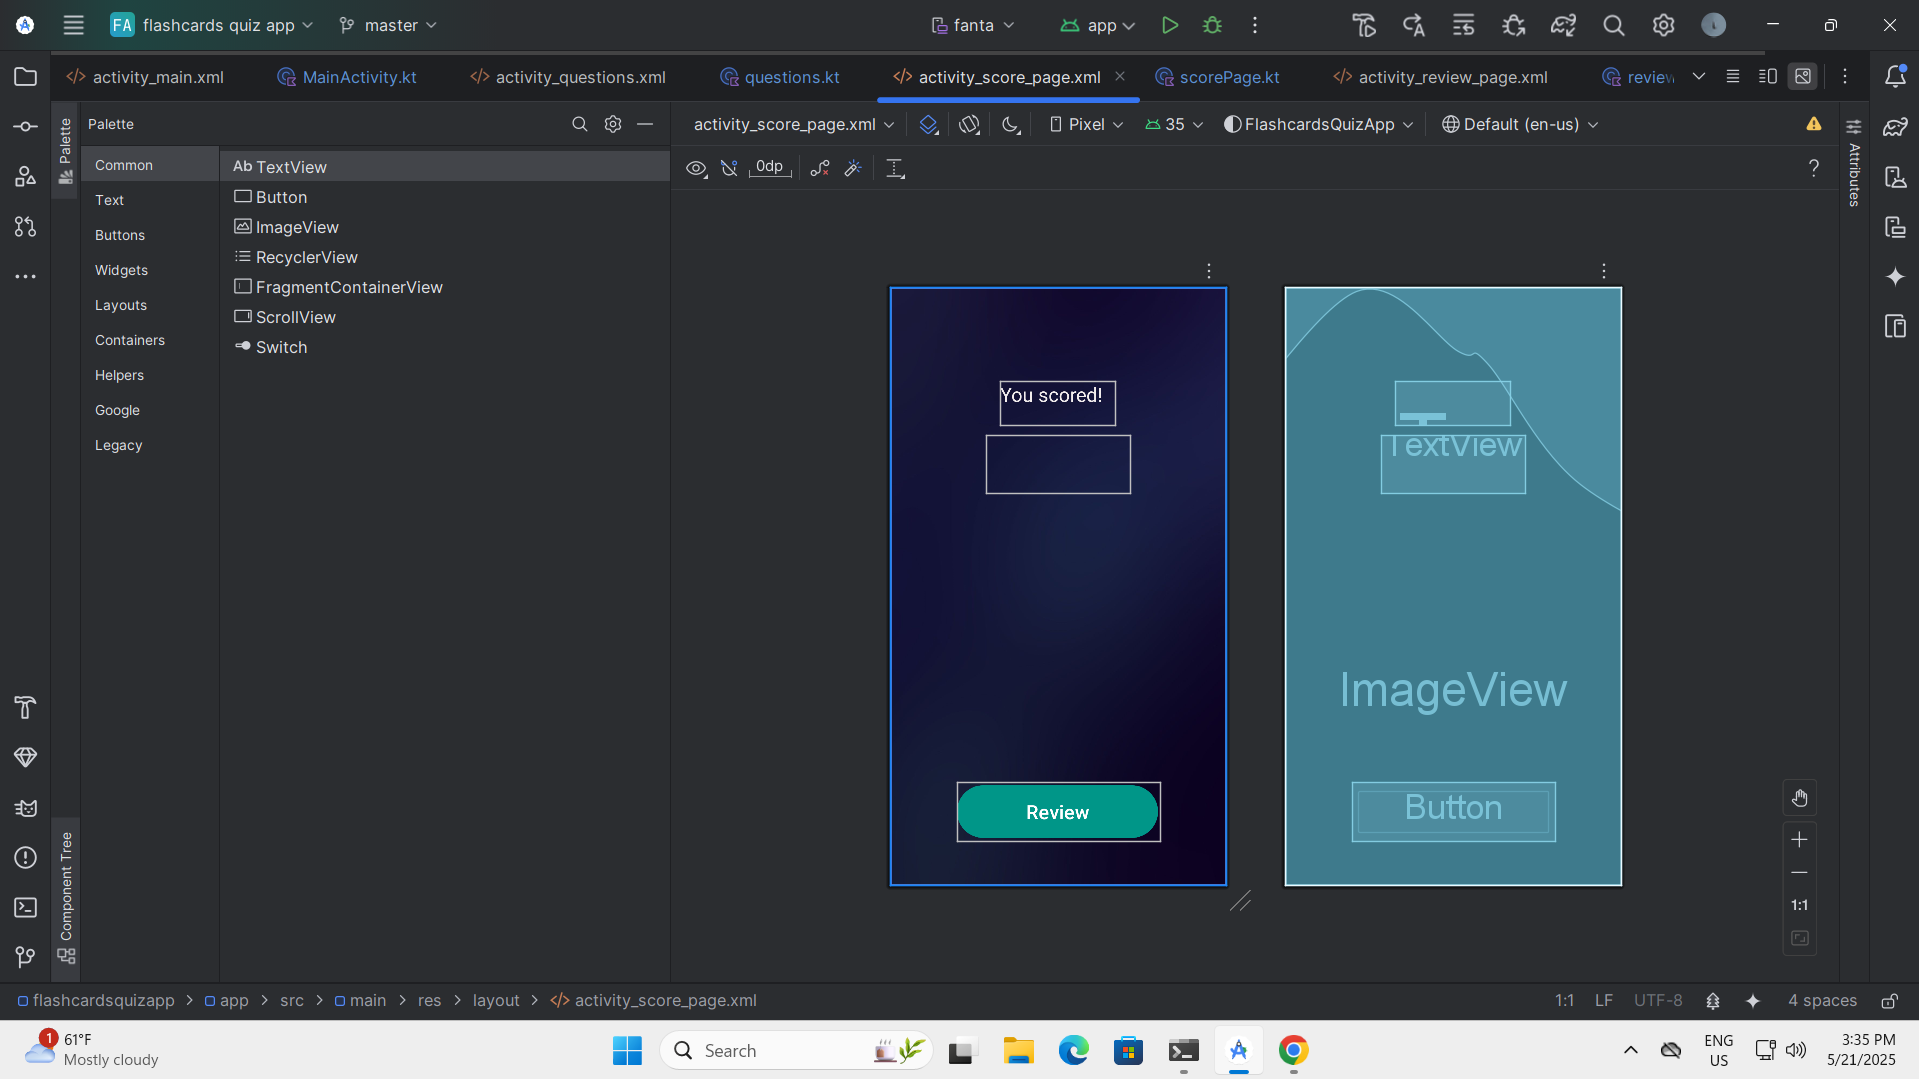 FA flashcards quiz app
master
fanta
app
activity_main.xml
MainActivity.kt
activity_questions.xml
questions.kt
activity_score_page.xml
scorePage.kt
activity_review_page.xml
review
Palette
Palette
activity_score_page.xml
Pixel
35
FlashcardsQuizApp
Default (en-us)
Attributes
0dp
?
Common
Text
Buttons
Widgets
Layouts
Containers
Helpers
Google
Legacy
Ab TextView
Button
ImageView
RecyclerView
FragmentContainerView
ScrollView
Switch
You scored!
Review
TextView
ImageView
Button
1:1
Component Tree
flashcardsquizapp > app > src > main > res > layout > activity_score_page.xml
1:1
LF
UTF-8
4 spaces
1
61°F
Mostly cloudy
Search
ENG
US
3:35 PM
5/21/2025